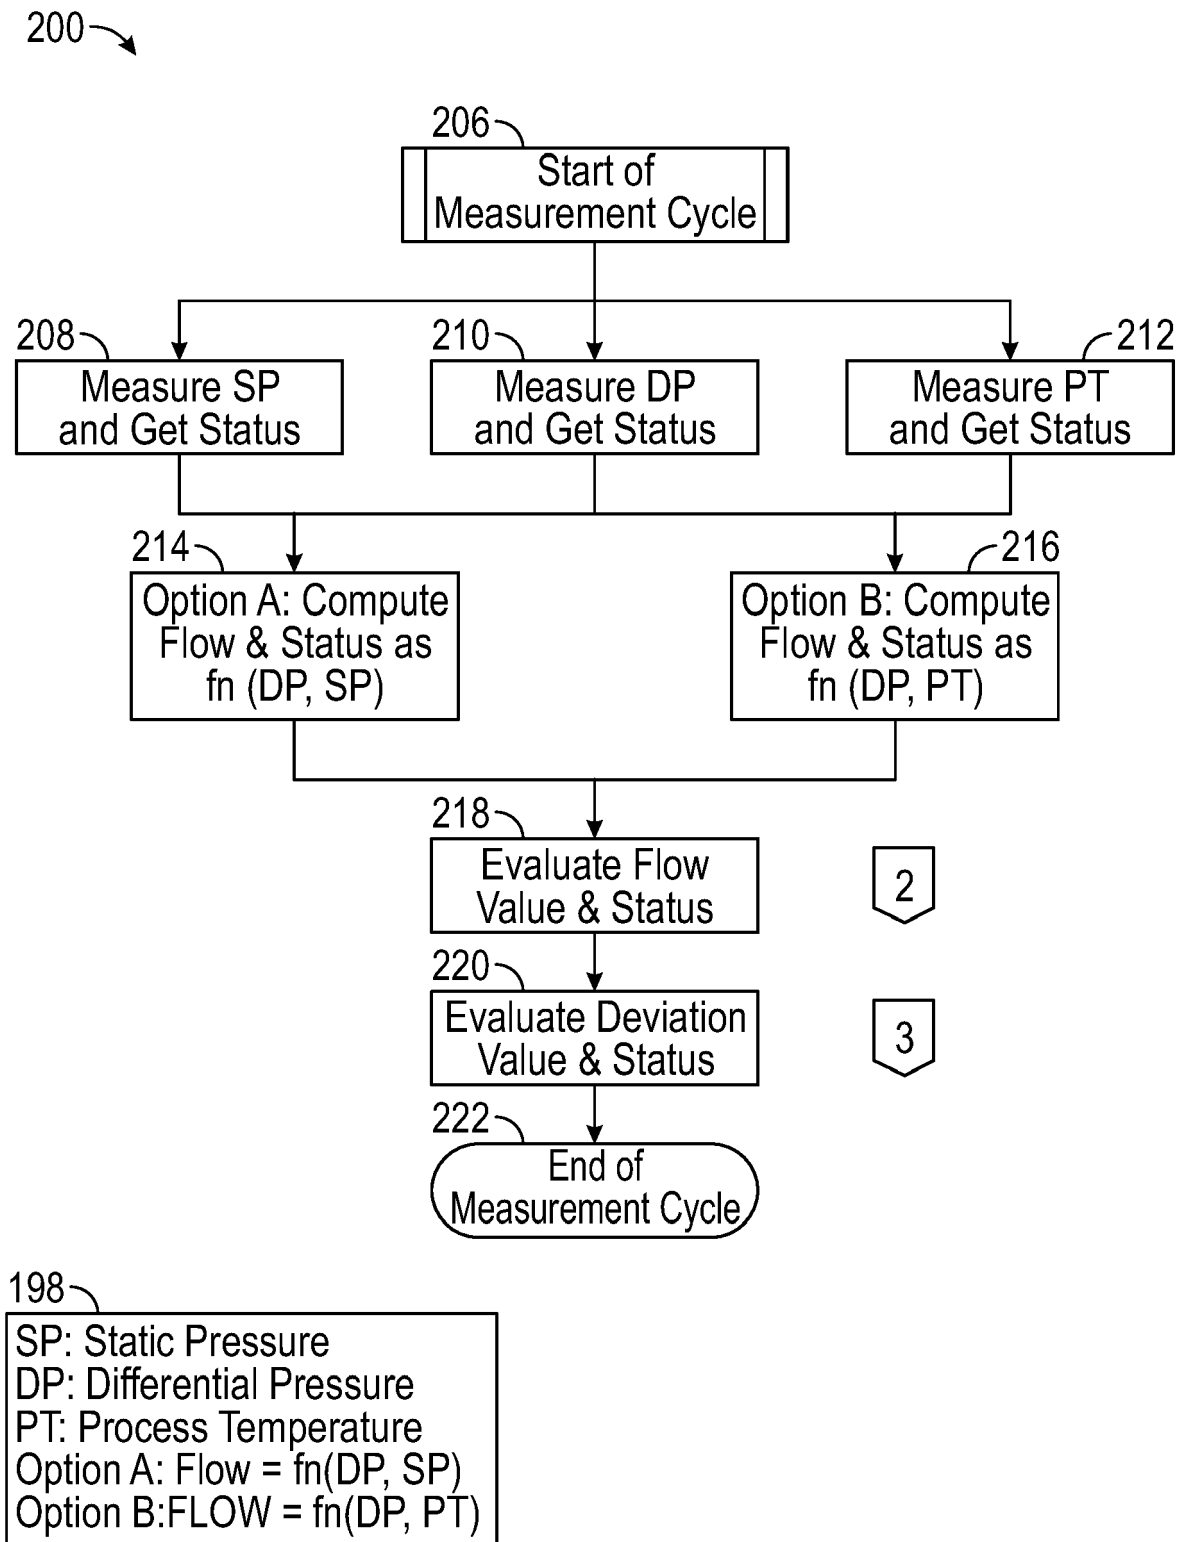 200
206
Start of
Measurement Cycle
208
210
212
Measure SP
and Get Status
Measure DP
and Get Status
Measure PT
and Get Status
214
216
Option A: Compute
Flow & Status as
fn (DP, SP)
Option B: Compute
Flow & Status as
fn (DP, PT)
218
Evaluate Flow
Value & Status
2
220
Evaluate Deviation
Value & Status
3
222
End of
Measurement Cycle
198
SP: Static Pressure
DP: Differential Pressure
PT: Process Temperature
Option A: Flow = fn(DP, SP)
Option B:FLOW = fn(DP, PT)